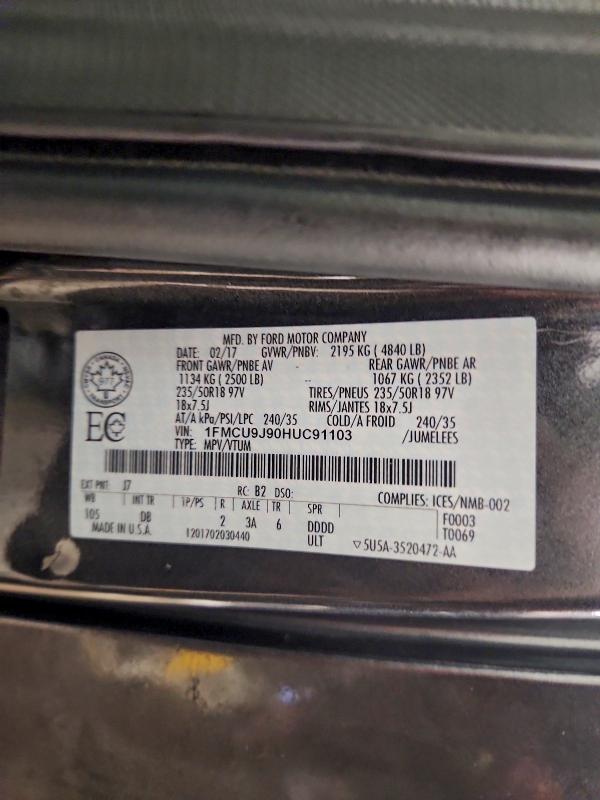 MFD. BY FORD MOTOR COMPANY
DATE: 02/17 GVWR/PNBV: 2195 KG ( 4840 LB)
FRONT GAWR/PNBE AV REAR GAWR/PNBE AR
1134 KG ( 2500 LB) -- 1067 KG ( 2352 LB)
235/50R18 97V TIRES/PNEUS 235/50R18 97V
18x7.5J RIMS/JANTES 18x7.5J
AT/A kPa/PSI/LPC 240/35 COLD/A FROID 240/35
VIN: 1FMCU9J90HUC91103 /JUMELEES
TYPE: MPV/VTUM
CANADA
977
EC
EXT PNT: J7 RC: B2 DSO: COMPLIES: ICES/NMB-002
WB INT TR TP/PS R AXLE TR SPR F0003
105 DB 2 3A 6 DDDD T0069
MADE IN U.S.A. 1201702030440 ULT ▽5U5A-3S20472-AA